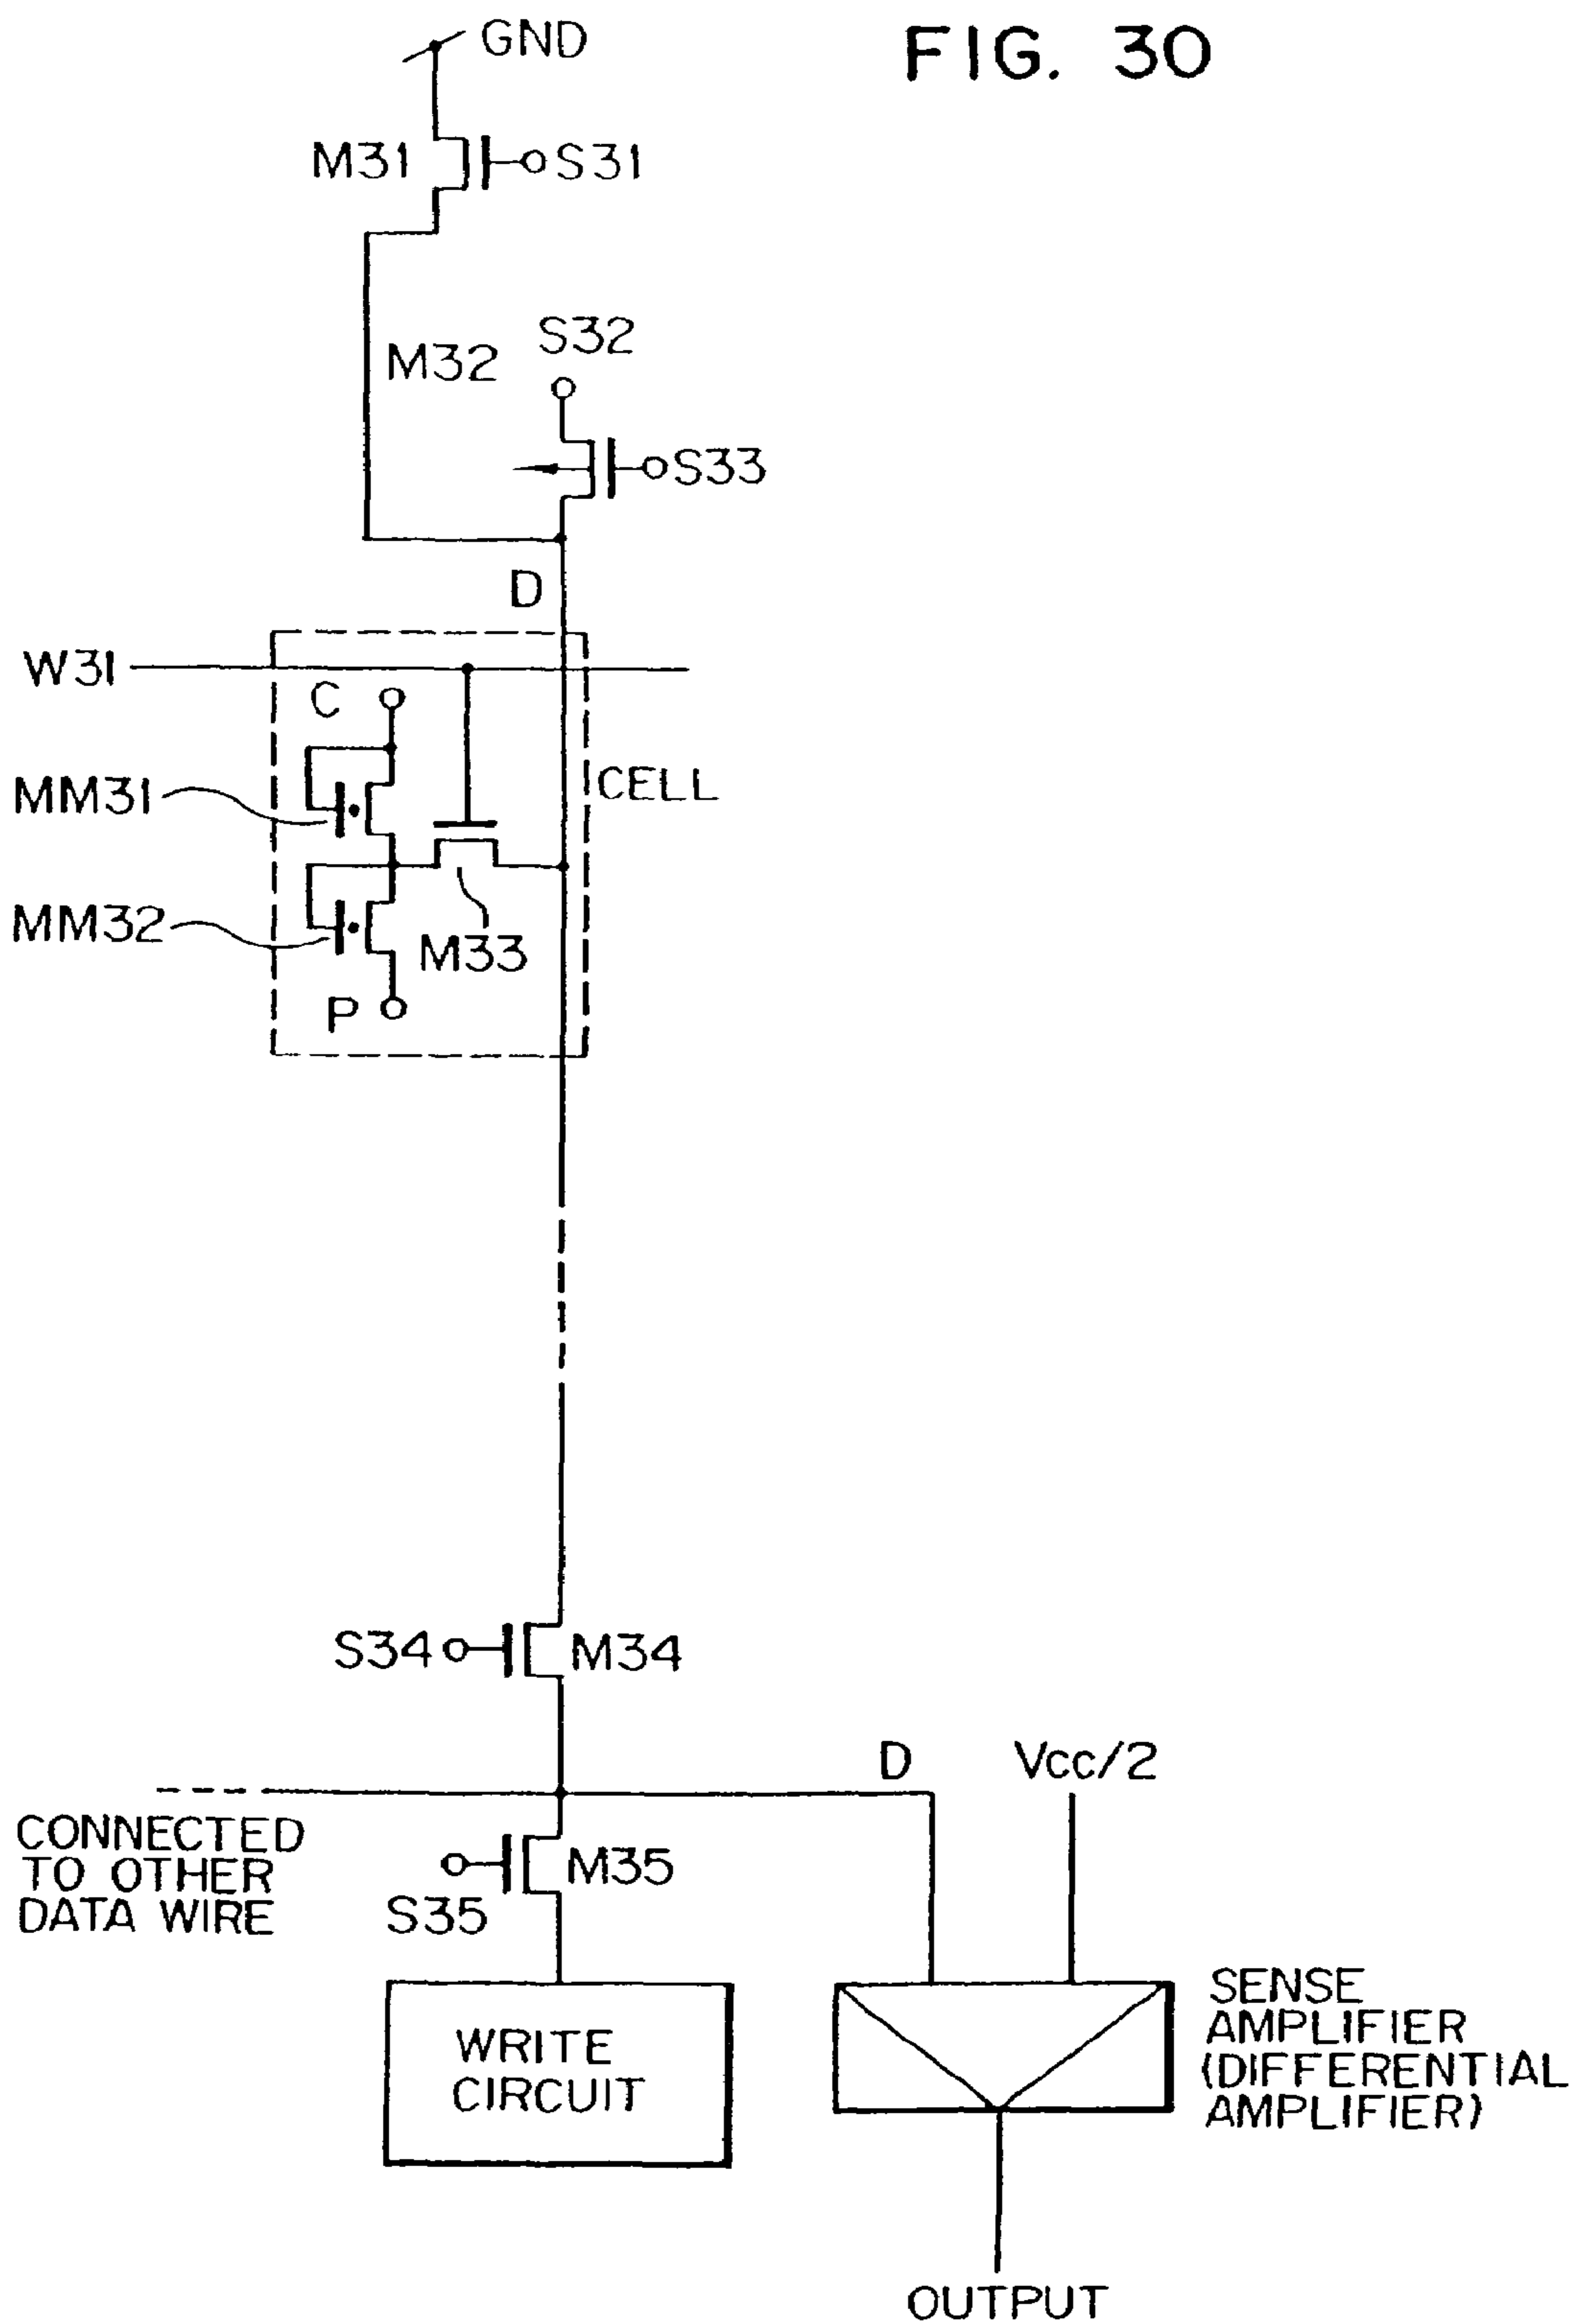 FIG. 30
GND
M31
S31
S32
M32
S33
D
W31
C
CELL
MM31
MM32
M33
P
S34
M34
D
Vcc/2
CONNECTED
TO OTHER
DATA WIRE
M35
S35
WRITE
CIRCUIT
SENSE
AMPLIFIER
(DIFFERENTIAL
AMPLIFIER)
OUTPUT